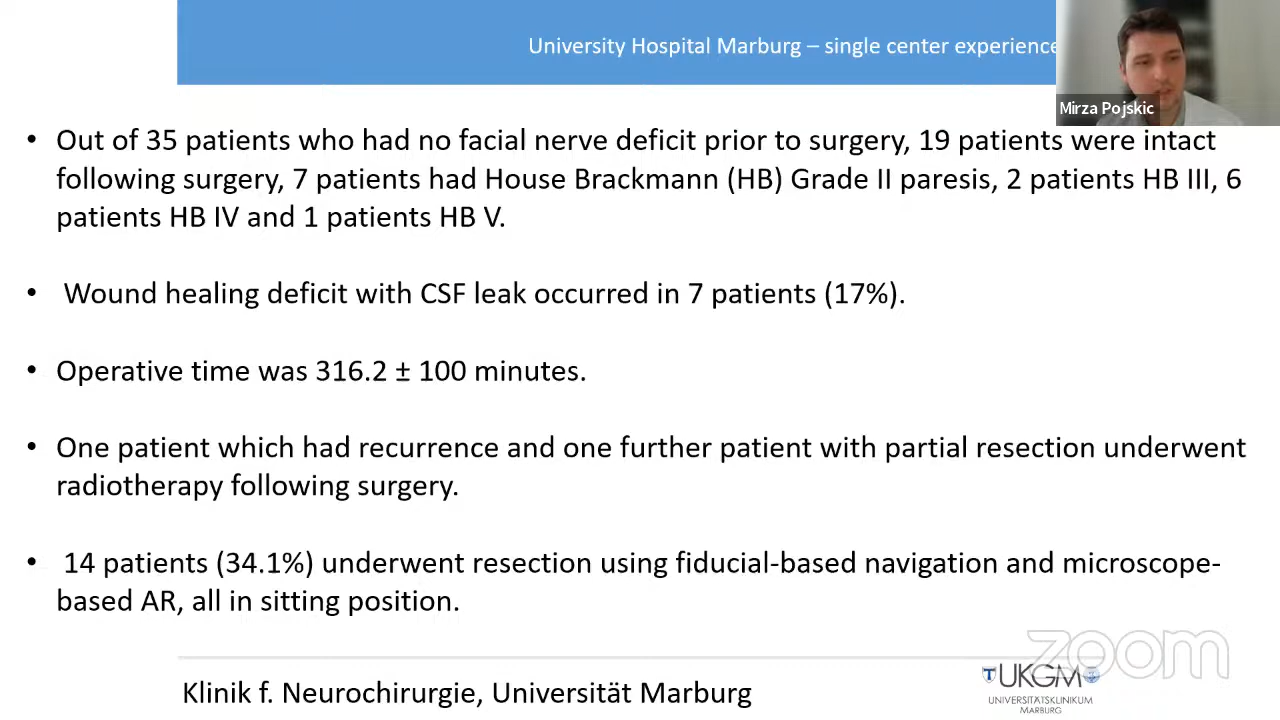 University Hospital Marburg – single center experience
Mirza Pojskic
• Out of 35 patients who had no facial nerve deficit prior to surgery, 19 patients were intact
following surgery, 7 patients had House Brackmann (HB) Grade II paresis, 2 patients HB III, 6
patients HB IV and 1 patients HB V.
• Wound healing deficit with CSF leak occurred in 7 patients (17%).
• Operative time was 316.2 ± 100 minutes.
• One patient which had recurrence and one further patient with partial resection underwent
radiotherapy following surgery.
• 14 patients (34.1%) underwent resection using fiducial-based navigation and microscope-
based AR, all in sitting position.
zoom
Klinik f. Neurochirurgie, Universität Marburg
UKGM
UNIVERSITÄTSKLINIKUM
MARBURG